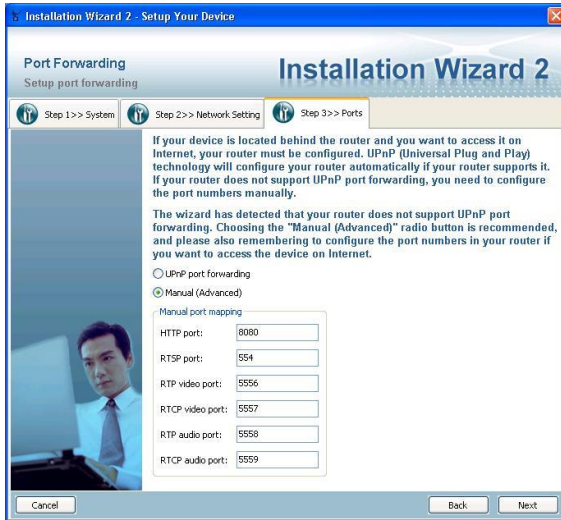 Installation Wizard 2 - Setup Your Device
Port Forwarding
Setup port forwarding
Installation Wizard 2
Step 1>> System
Step 2>> Network Setting
Step 3>> Ports
If your device is located behind the router and you want to access it on
Internet, your router must be configured. UPnP (Universal Plug and Play)
technology will configure your router automatically if your router supports it.
If your router does not support UPnP port forwarding, you need to configure
the port numbers manually.
The wizard has detected that your router does not support UPnP port
forwarding. Choosing the "Manual (Advanced)" radio button is recommended,
and please also remembering to configure the port numbers in your router if
you want to access the device on Internet.
UPnP port forwarding
Manual (Advanced)
Manual port mapping
HTTP port: 8080
RTSP port: 554
RTP video port: 5556
RTCP video port: 5557
RTP audio port: 5558
RTCP audio port: 5559
Cancel
Back
Next